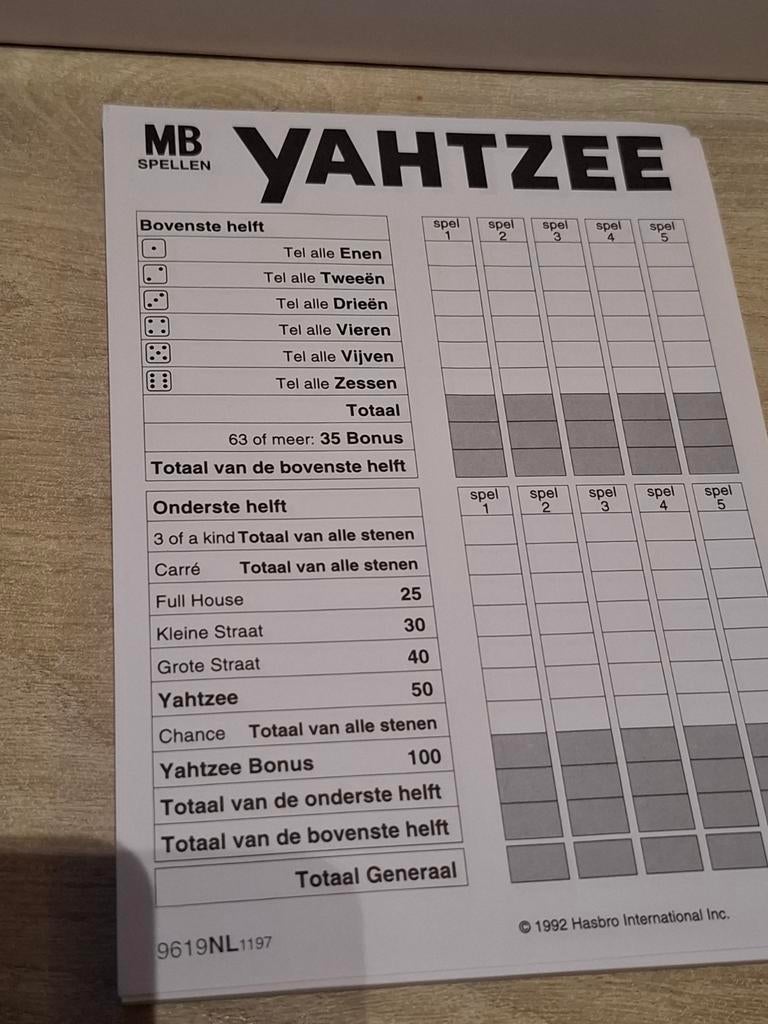 MB
SPELLEN
YAHTZEE
Bovenste helft
Tel alle Enen
Tel alle Tweeën
Tel alle Drieën
Tel alle Vieren
Tel alle Vijven
Tel alle Zessen
Totaal
63 of meer: 35 Bonus
Totaal van de bovenste helft
spel 1
spel 2
spel 3
spel 4
spel 5
Onderste helft
3 of a kind Totaal van alle stenen
Carré Totaal van alle stenen
Full House 25
Kleine Straat 30
Grote Straat 40
Yahtzee 50
Chance Totaal van alle stenen
Yahtzee Bonus 100
Totaal van de onderste helft
Totaal van de bovenste helft
Totaal Generaal
spel 1
spel 2
spel 3
spel 4
spel 5
9619NL1197
© 1992 Hasbro International Inc.